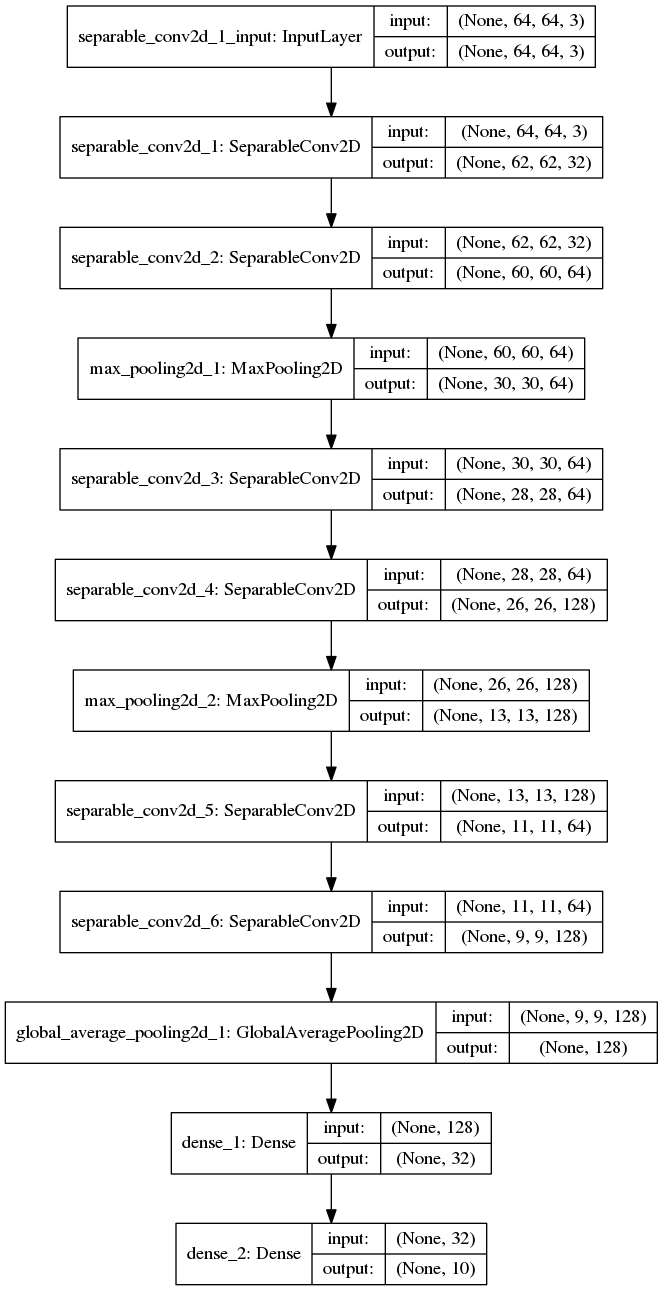 separable_conv2d_1_input: InputLayer
input: (None, 64, 64, 3)
output: (None, 64, 64, 3)
separable_conv2d_1: SeparableConv2D
input: (None, 64, 64, 3)
output: (None, 62, 62, 32)
separable_conv2d_2: SeparableConv2D
input: (None, 62, 62, 32)
output: (None, 60, 60, 64)
max_pooling2d_1: MaxPooling2D
input: (None, 60, 60, 64)
output: (None, 30, 30, 64)
separable_conv2d_3: SeparableConv2D
input: (None, 30, 30, 64)
output: (None, 28, 28, 64)
separable_conv2d_4: SeparableConv2D
input: (None, 28, 28, 64)
output: (None, 26, 26, 128)
max_pooling2d_2: MaxPooling2D
input: (None, 26, 26, 128)
output: (None, 13, 13, 128)
separable_conv2d_5: SeparableConv2D
input: (None, 13, 13, 128)
output: (None, 11, 11, 64)
separable_conv2d_6: SeparableConv2D
input: (None, 11, 11, 64)
output: (None, 9, 9, 128)
global_average_pooling2d_1: GlobalAveragePooling2D
input: (None, 9, 9, 128)
output: (None, 128)
dense_1: Dense
input: (None, 128)
output: (None, 32)
dense_2: Dense
input: (None, 32)
output: (None, 10)